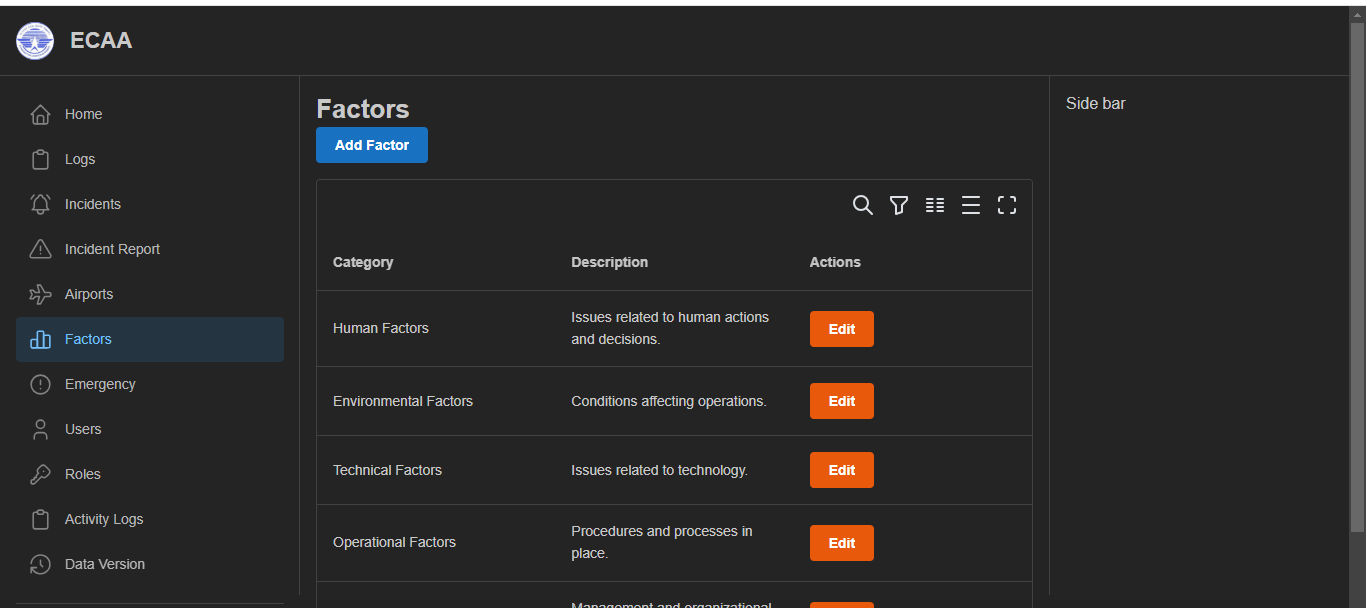 ECAA
Home
Logs
Incidents
Incident Report
Airports
Factors
Emergency
Users
Roles
Activity Logs
Data Version
Factors
Add Factor
Category Description Actions
Human Factors
Issues related to human actions
and decisions.
Edit
Environmental Factors
Conditions affecting operations.
Edit
Technical Factors
Issues related to technology.
Edit
Operational Factors
Procedures and processes in
place.
Edit
Management and organizational
Side bar